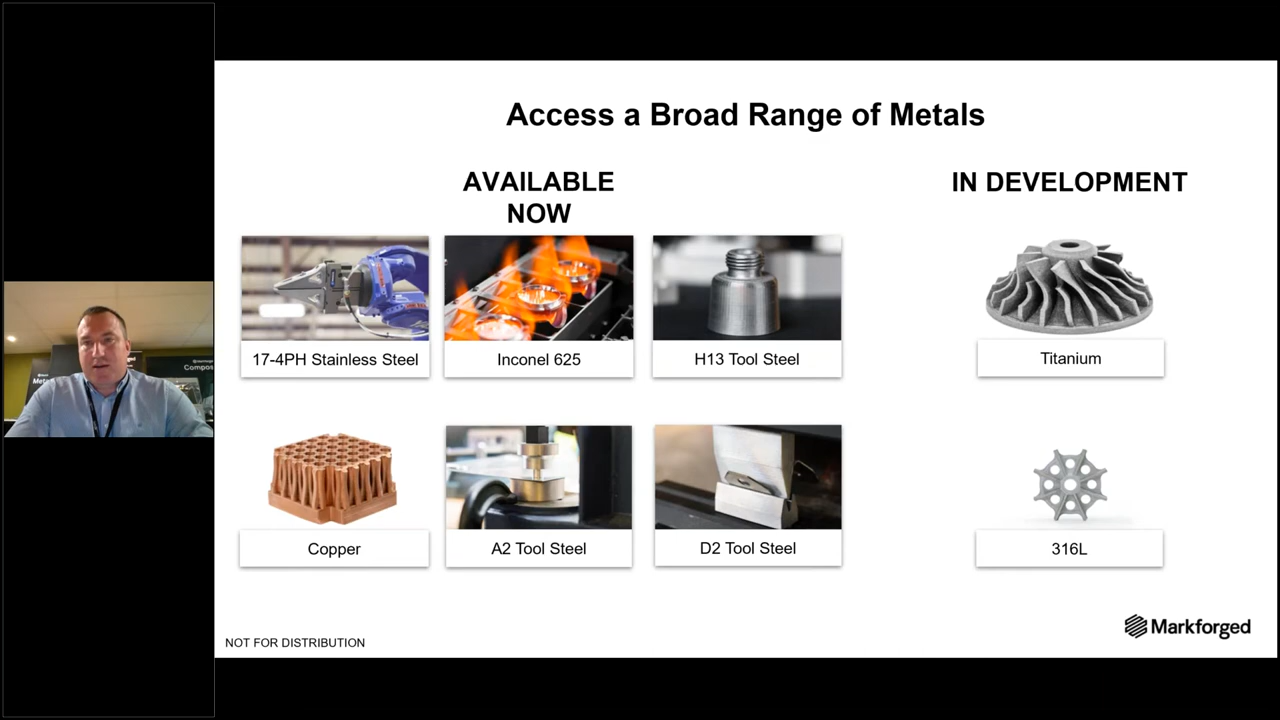 Access a Broad Range of Metals
AVAILABLE
NOW
IN DEVELOPMENT
17-4PH Stainless Steel
Inconel 625
H13 Tool Steel
Titanium
Copper
A2 Tool Steel
D2 Tool Steel
316L
NOT FOR DISTRIBUTION
Markforged